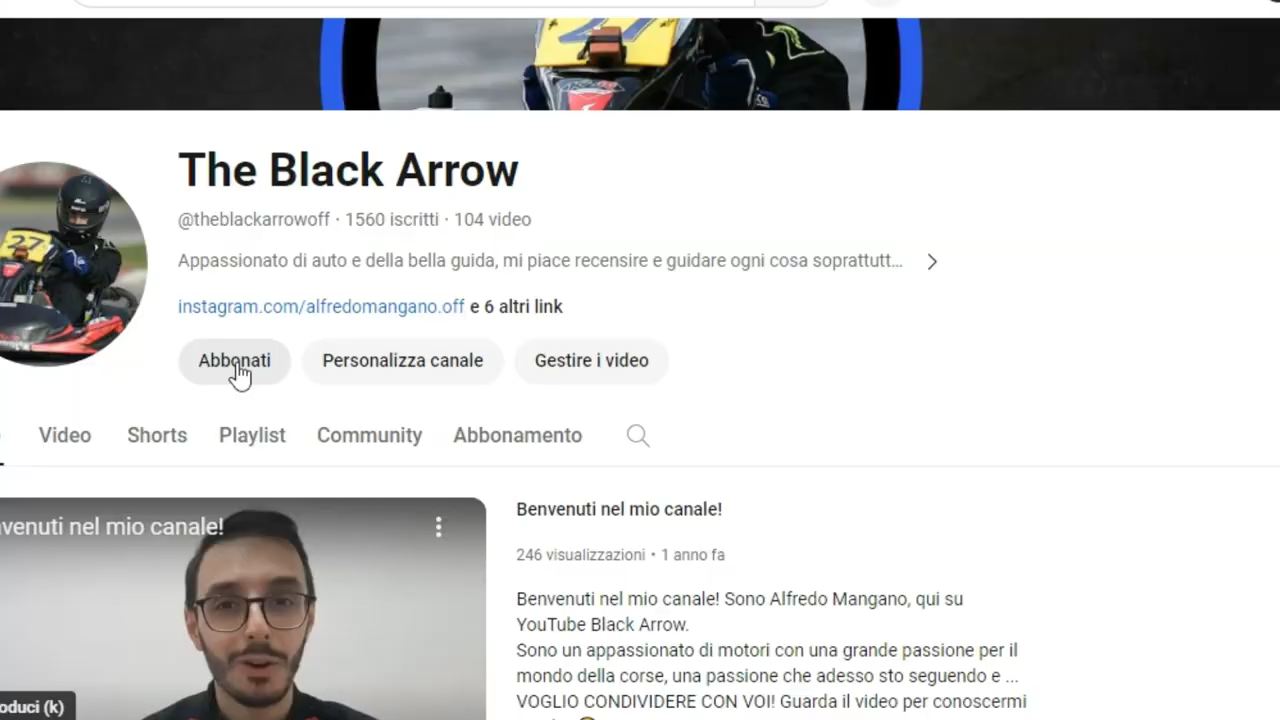 27
The Black Arrow
@theblackarrowoff · 1560 iscritti · 104 video
Appassionato di auto e della bella guida, mi piace recensire e guidare ogni cosa soprattutt...
instagram.com/alfredomangano.off e 6 altri link
27
Abbonati Personalizza canale Gestire i video
Video Shorts Playlist Community Abbonamento
venuti nel mio canale!
Benvenuti nel mio canale!
246 visualizzazioni • 1 anno fa
Benvenuti nel mio canale! Sono Alfredo Mangano, qui su
YouTube Black Arrow.
Sono un appassionato di motori con una grande passione per il
mondo della corse, una passione che adesso sto seguendo e ...
VOGLIO CONDIVIDERE CON VOI! Guarda il video per conoscermi
oduci (k)